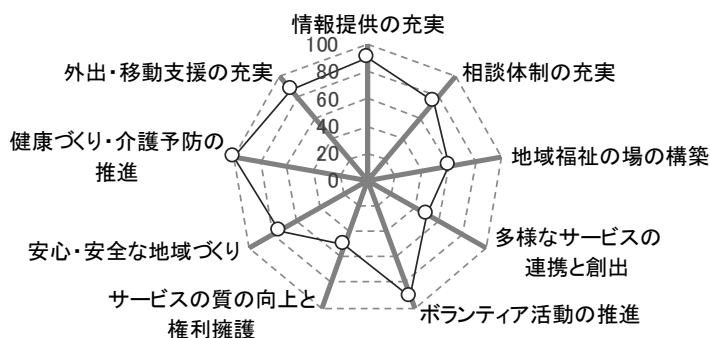 情報提供の充実
100
80
60
40
20
0
相談体制の充実
地域福祉の場の構築
多様なサービスの
連携と創出
ボランティア活動の推進
サービスの質の向上と
権利擁護
安心・安全な地域づくり
健康づくり・介護予防の
推進
外出・移動支援の充実